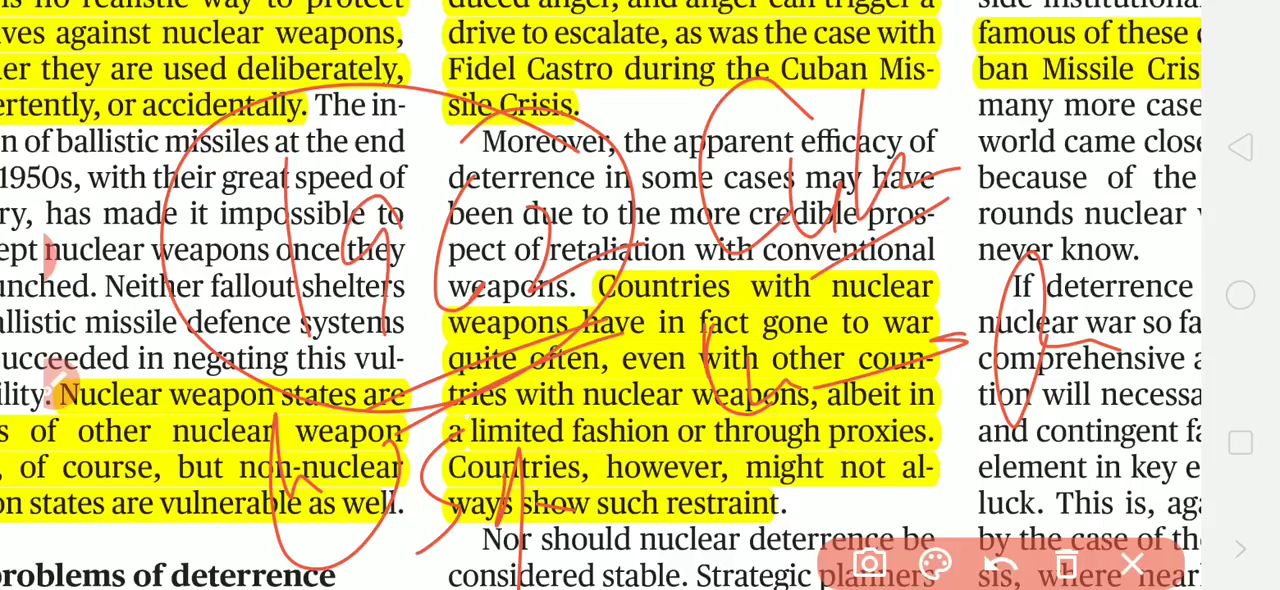 s no realistic way to protect
ves against nuclear weapons,
er they are used deliberately,
ertently, or accidentally. The in-
n of ballistic missiles at the end
1950s, with their great speed of
ry, has made it impossible to
ept nuclear weapons once they
unched. Neither fallout shelters
allistic missile defence systems
ucceeded in negating this vul-
ility. Nuclear weapon states are
s of other nuclear weapon
, of course, but non-nuclear
on states are vulnerable as well.
problems of deterrence
duced anger, and anger can trigger a
drive to escalate, as was the case with
Fidel Castro during the Cuban Mis-
sile Crisis.
Moreover, the apparent efficacy of
deterrence in some cases may have
been due to the more credible pros-
pect of retaliation with conventional
weapons. Countries with nuclear
weapons have in fact gone to war
quite often, even with other coun-
tries with nuclear weapons, albeit in
a limited fashion or through proxies.
Countries, however, might not al-
ways show such restraint.
Nor should nuclear deterrence be
considered stable. Strategic planners
side institutional
famous of these c
ban Missile Cris
many more case
world came close
because of the
rounds nuclear
never know.
If deterrence
nuclear war so fa
comprehensive a
tion will necessa
and contingent fa
element in key e
luck. This is, aga
by the case of th
sis, where near
1962